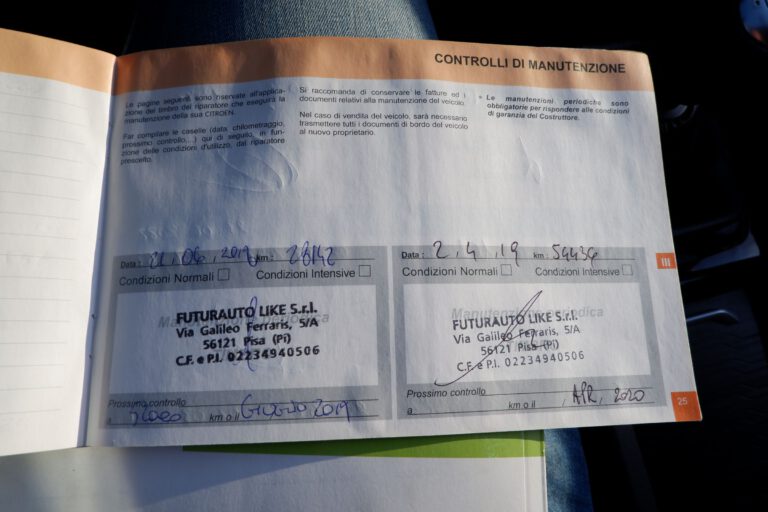 CONTROLLI DI MANUTENZIONE
Le pagine seguenti sono riservate all'applica-
zione del timbro del riparatore che eseguirà la
manutenzione della sua CITROËN.
Far compilare le caselle (data, chilometraggio,
prossimo controllo...) qui di seguito, in fun-
zione delle condizioni d'utilizzo, dal riparatore
prescelto.
Si raccomanda di conservare le fatture ed i
documenti relativi alla manutenzione del veicolo.
Nel caso di vendita del veicolo, sarà necessario
trasmettere tutti i documenti di bordo del veicolo
al nuovo proprietario.
Le manutenzioni periodiche sono
obbligatorie per rispondere alle condizioni
di garanzia del Costruttore.
Data: 21.06.2019 km: 28142
Condizioni Normali Condizioni Intensive
FUTURAUTO LIKE S.r.l.
Via Galileo Ferraris, 5/A
56121 Pisa (Pi)
C.F. e P.I. 02234940506
Prossimo controllo
a km o il GIUGNO 2019
Data: 2.4.19 km: 54436
Condizioni Normali Condizioni Intensive
Manutenzione Periodica
FUTURAUTO LIKE S.r.l.
Via Galileo Ferraris, 5/A
56121 Pisa (Pi)
C.F. e P.I. 02234940506
Prossimo controllo
a km o il APR, 2020
III
25